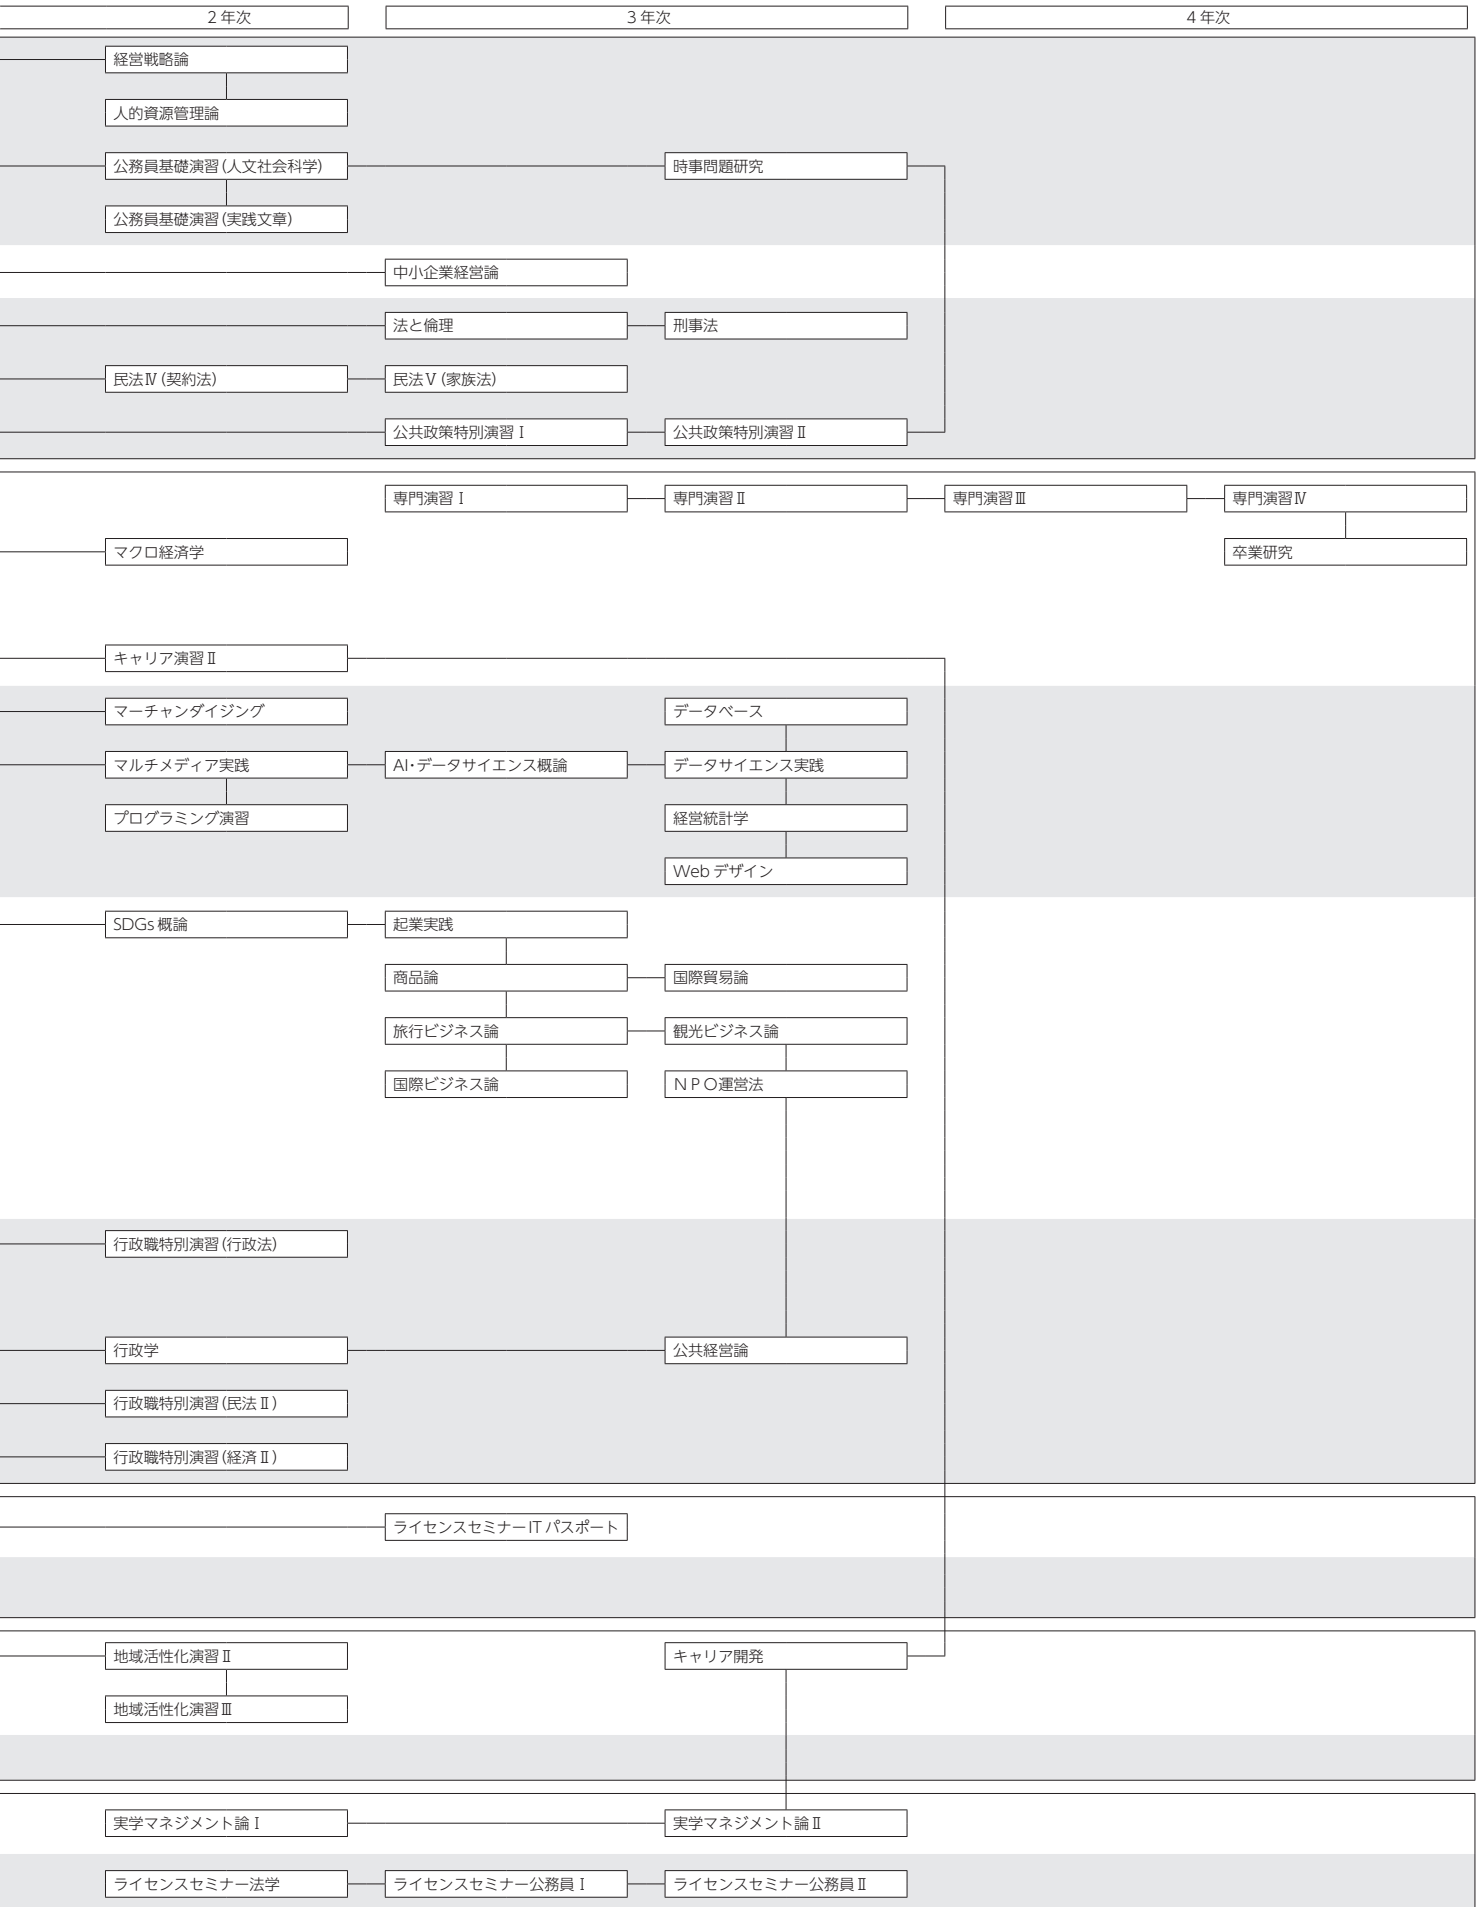 2年次 3年次 4年次
経営戦略論
人的資源管理論
公務員基礎演習(人文社会科学) 時事問題研究
公務員基礎演習(実践文章)
中小企業経営論
法と倫理 刑事法
民法Ⅳ(契約法) 民法Ⅴ(家族法)
公共政策特別演習Ⅰ 公共政策特別演習Ⅱ
専門演習Ⅰ 専門演習Ⅱ 専門演習Ⅲ 専門演習Ⅳ
マクロ経済学 卒業研究
キャリア演習Ⅱ
マーチャンダイジング データベース
マルチメディア実践 AI・データサイエンス概論 データサイエンス実践
プログラミング演習 経営統計学
Webデザイン
SDGs概論 起業実践
商品論 国際貿易論
旅行ビジネス論 観光ビジネス論
国際ビジネス論 ＮＰＯ運営法
行政職特別演習(行政法)
行政学 公共経営論
行政職特別演習(民法Ⅱ)
行政職特別演習(経済Ⅱ)
ライセンスセミナーITパスポート
地域活性化演習Ⅱ キャリア開発
地域活性化演習Ⅲ
実学マネジメント論Ⅰ 実学マネジメント論Ⅱ
ライセンスセミナー法学 ライセンスセミナー公務員Ⅰ ライセンスセミナー公務員Ⅱ